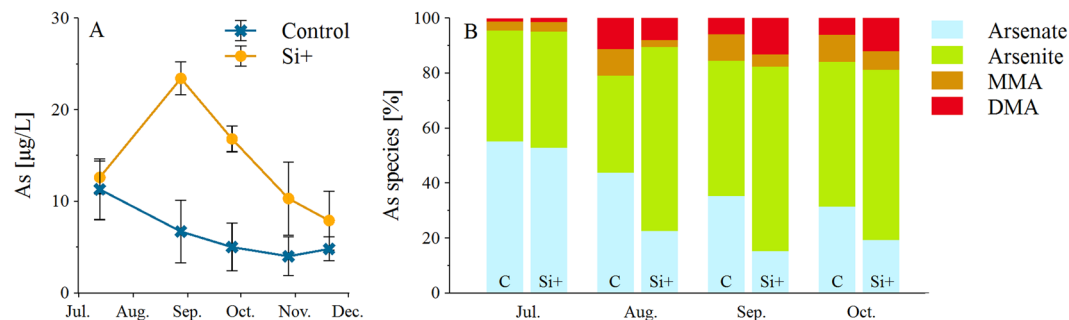 A
Control
Si+
As [µg/L]
30
20
10
0
Jul. Aug. Sep. Oct. Nov. Dec.
B
As species [%]
100
80
60
40
20
0
C Si+ C Si+ C Si+ C Si+
Jul. Aug. Sep. Oct.
Arsenate
Arsenite
MMA
DMA